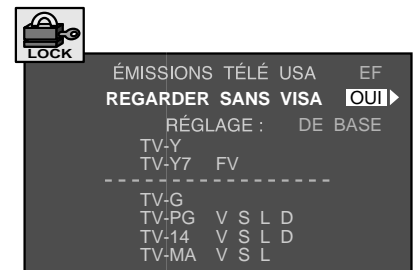 LOCK
ÉMISSIONS TÉLÉ USA EF
REGARDER SANS VISA OUI
RÉGLAGE : DE BASE
TV-Y
TV-Y7 FV
TV-G
TV-PG V S L D
TV-14 V S L D
TV-MA V S L